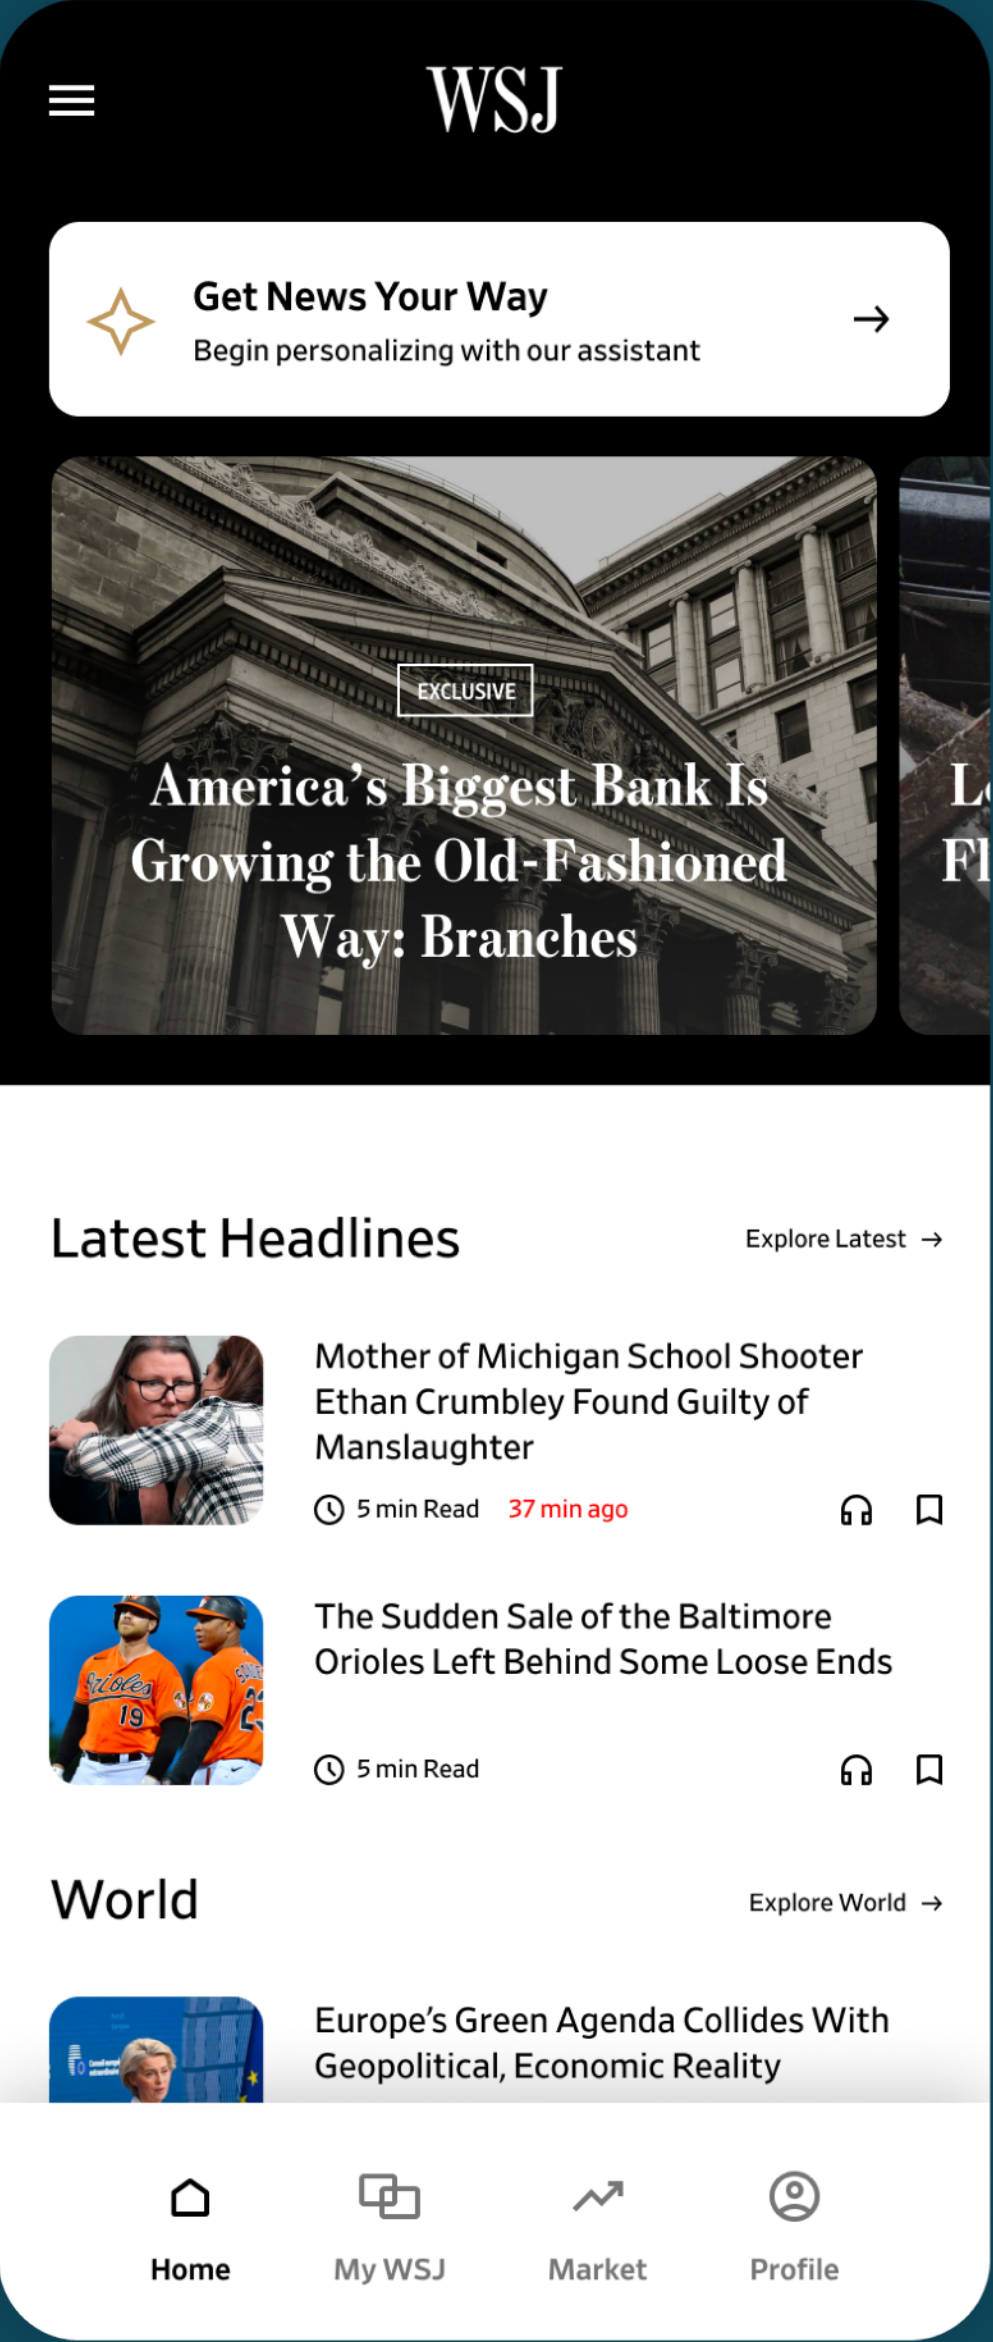 WSJ
Get News Your Way
Begin personalizing with our assistant
EXCLUSIVE
America's Biggest Bank Is
Growing the Old-Fashioned
Way: Branches
Latest Headlines
Explore Latest →
Mother of Michigan School Shooter
Ethan Crumbley Found Guilty of
Manslaughter
5 min Read 37 min ago
Orioles
19
The Sudden Sale of the Baltimore
Orioles Left Behind Some Loose Ends
5 min Read
World
Explore World →
Europe's Green Agenda Collides With
Geopolitical, Economic Reality
Home
My WSJ
Market
Profile